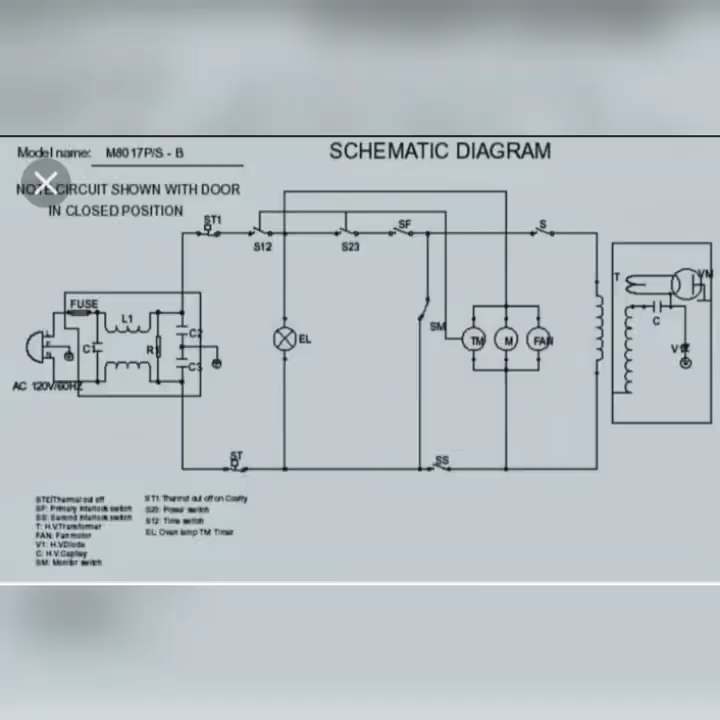 Model name: M8017P/S - B
SCHEMATIC DIAGRAM
NOTE:CIRCUIT SHOWN WITH DOOR
IN CLOSED POSITION
ST1
S12
S23
SF
S
FUSE
L1
C1
R
C2
C3
L
E
N
AC 120V/60HZ
EL
SM
TM
M
FAN
T
VM
C
V1
ST
SS
ST:Thermal cut off
SF: Primary interlock switch
SS: Second interlock switch
T: H.V.Transformer
FAN: Fan motor
V1: H.V.Diode
C: H.V.
SM: Monitor switch
ST1: Thermal cut off on Cavity
S23: Power switch
S12: Time switch
EL: Oven lamp TM: Timer